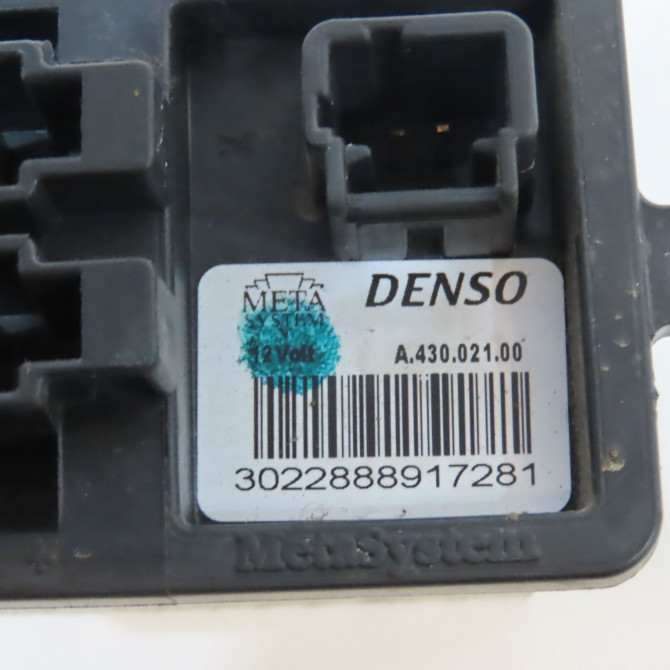 META DENSO
SYSTEM
12Volt A.430.021.00
3022888917281
MetaSystem